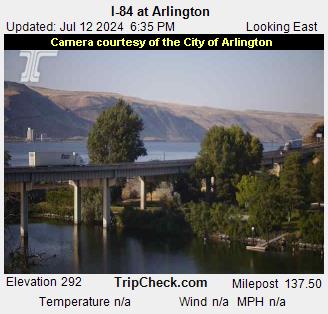 I-84 at Arlington
Updated: Jul 12 2024 6:35 PM Looking East
Camera courtesy of the City of Arlington
Elevation 292 TripCheck.com Milepost 137.50
Temperature n/a Wind n/a MPH n/a